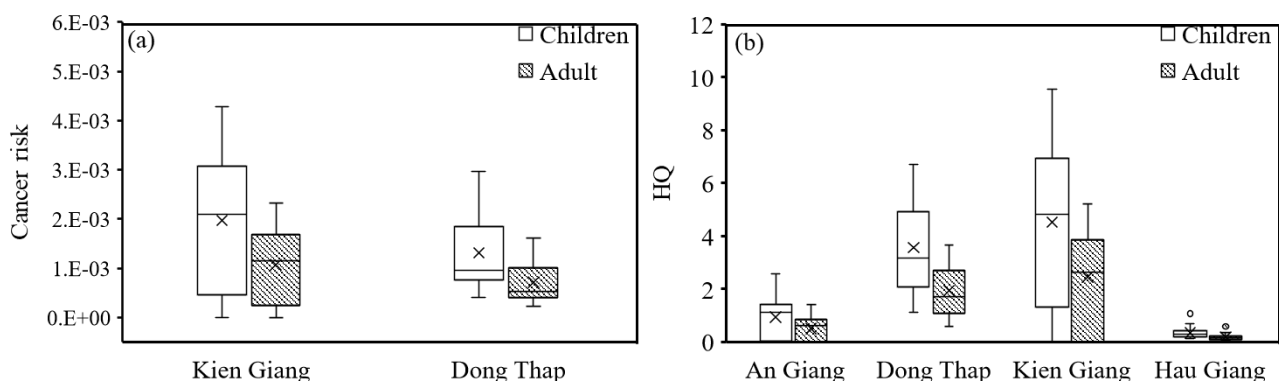 (a)
Children
Adult
6.E-03
5.E-03
4.E-03
3.E-03
2.E-03
1.E-03
0.E+00
Cancer risk
Kien Giang Dong Thap
(b)
Children
Adult
12
10
8
6
4
2
0
HQ
An Giang Dong Thap Kien Giang Hau Giang